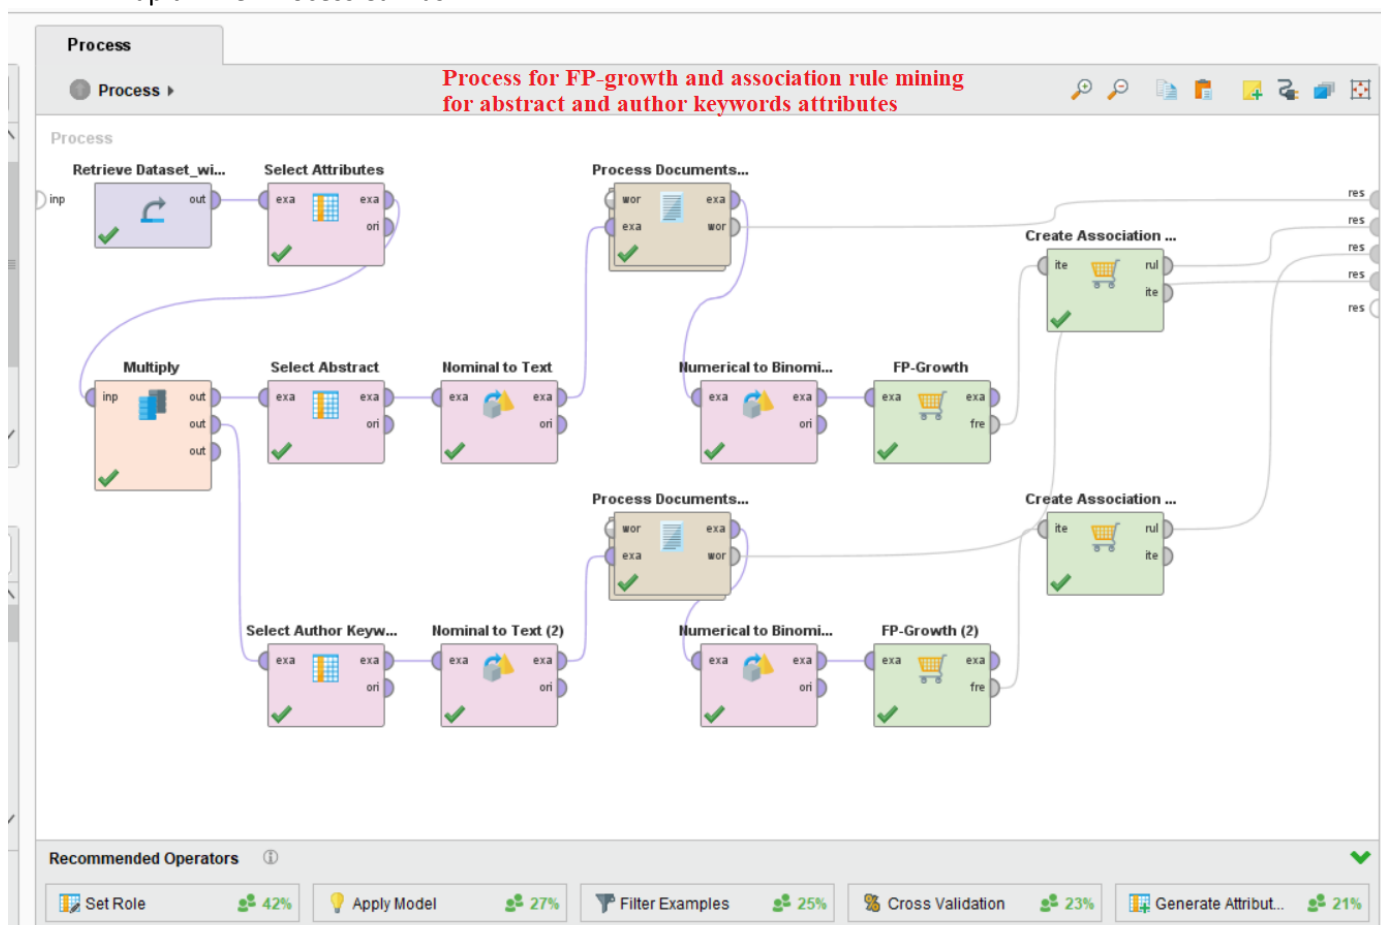 Process
Process for FP-growth and association rule mining
Process
for abstract and author keywords attributes
Process
Retrieve Dataset_wi...
Select Attributes
Process Documents...
inp
out
exa
exa
ori
wor
exa
exa
wor
res
res
res
res
res
Create Association ...
ite
rul
ite
Multiply
Select Abstract
Nominal to Text
Numerical to Binomi...
FP-Growth
inp
out
out
out
exa
exa
ori
exa
exa
ori
exa
exa
ori
exa
exa
fre
Process Documents...
Create Association ...
wor
exa
exa
wor
ite
rul
ite
Select Author Keyw...
Nominal to Text (2)
Numerical to Binomi...
FP-Growth (2)
exa
exa
ori
exa
exa
ori
exa
exa
ori
exa
exa
fre
Recommended Operators
Set Role
42%
Apply Model
27%
Filter Examples
25%
Cross Validation
23%
Generate Attribut...
21%